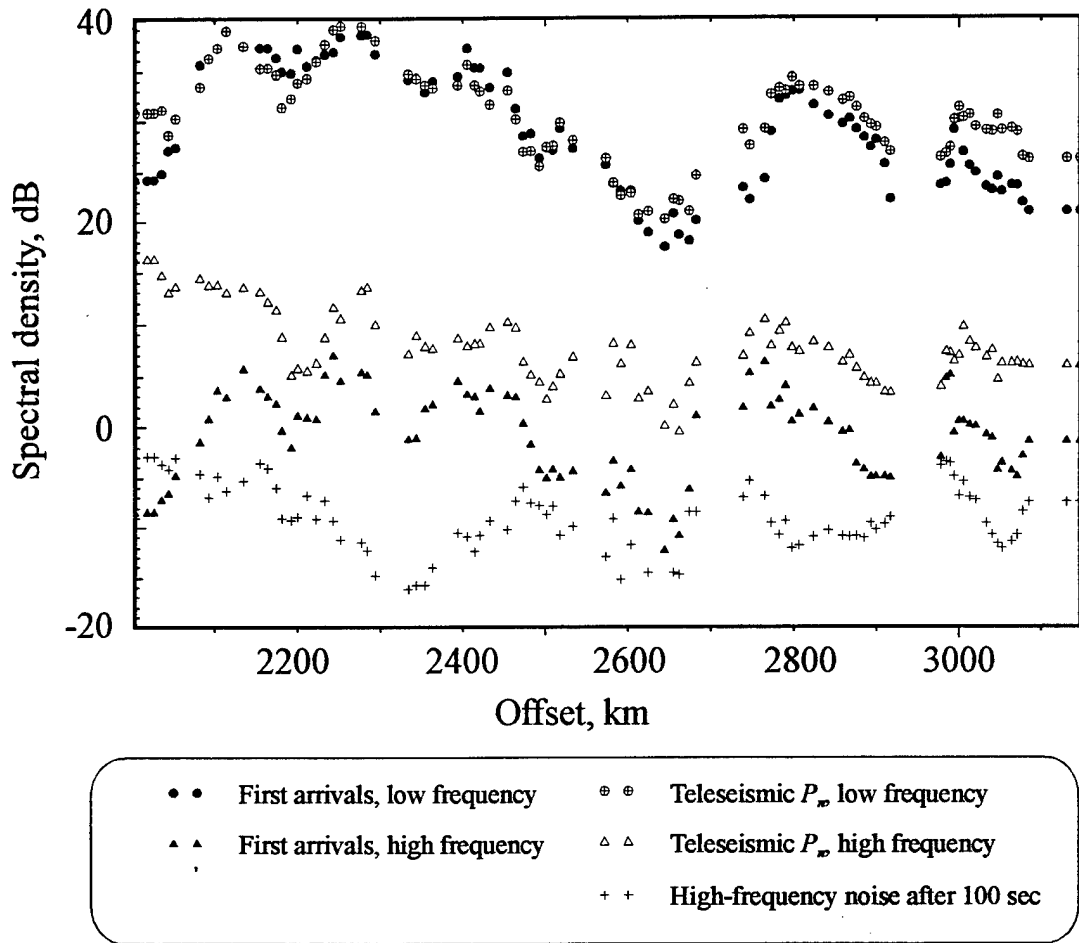 40
20
0
-20
Spectral density, dB
2200
2400
2600
2800
3000
Offset, km
First arrivals, low frequency
First arrivals, high frequency
Teleseismic Pₙ, low frequency
Teleseismic Pₙ, high frequency
High-frequency noise after 100 sec